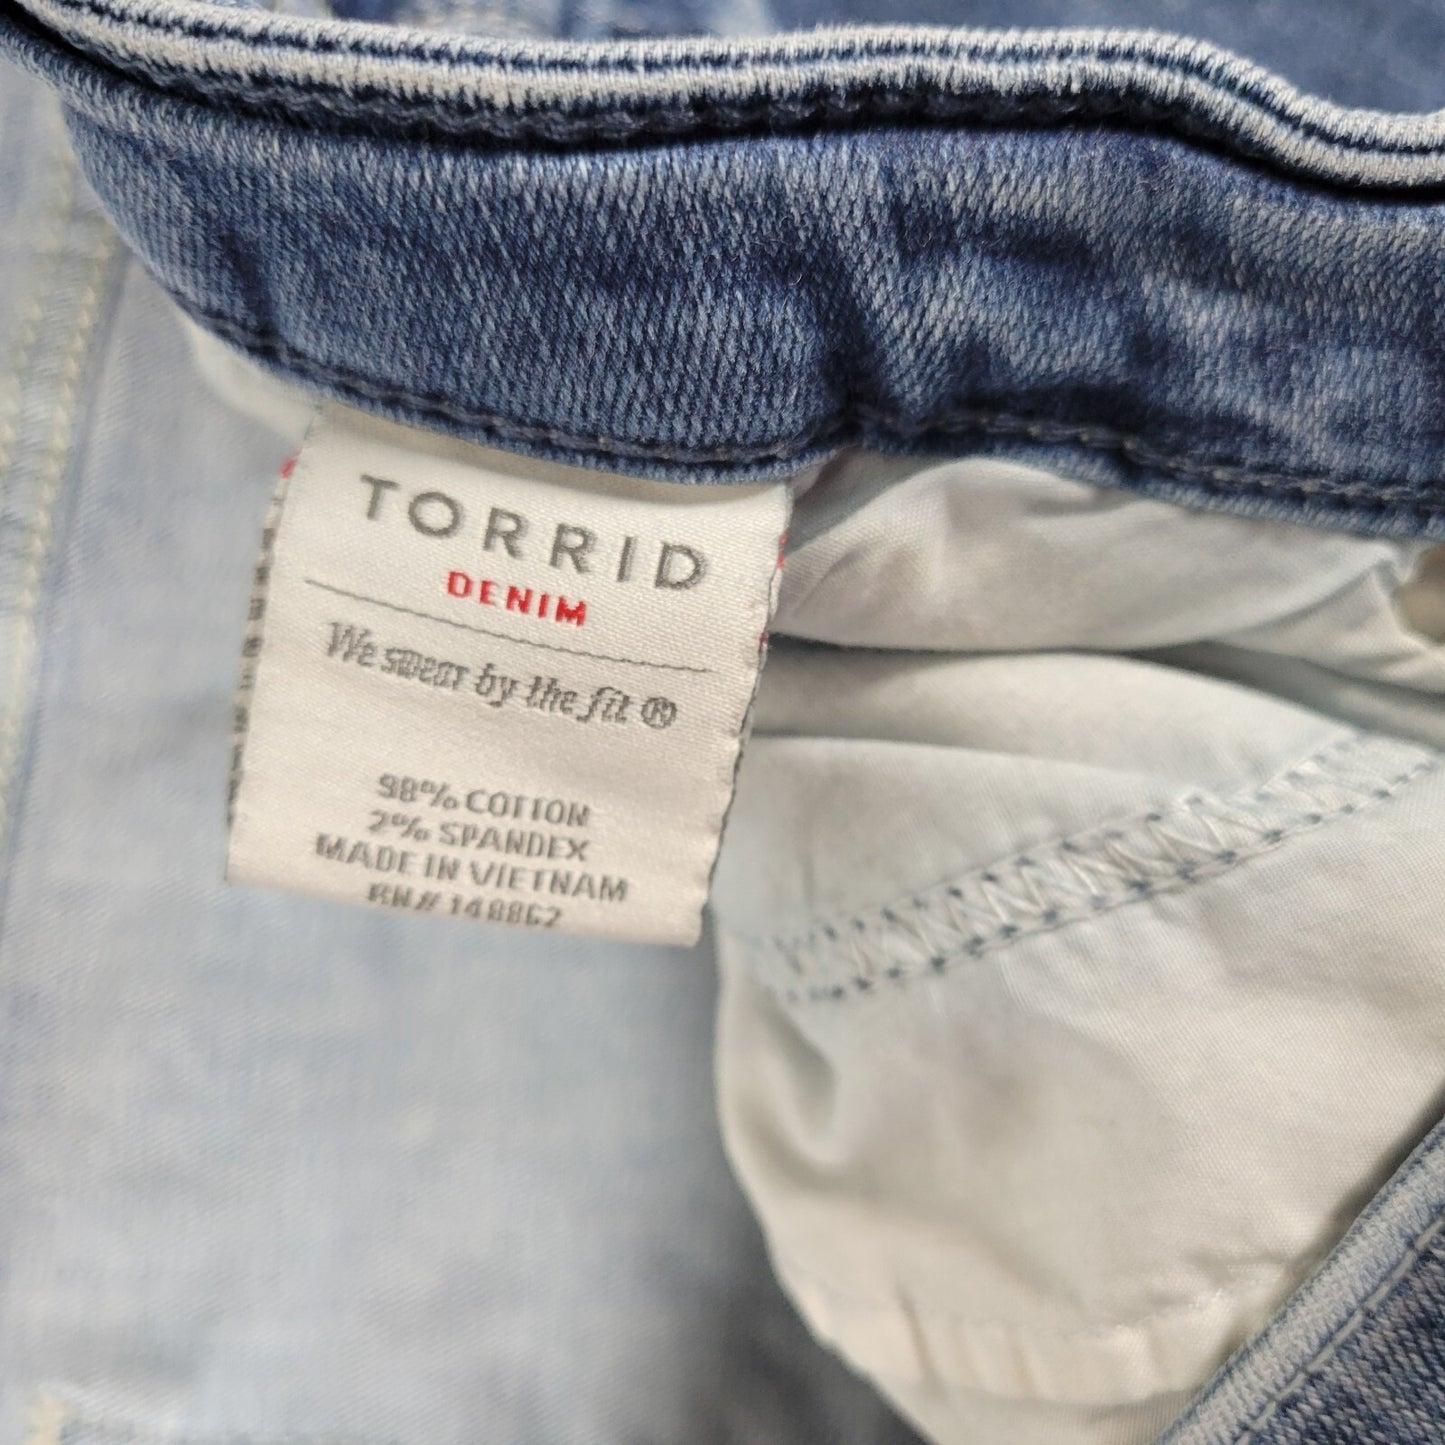 TORRID
DENIM
We swear by the fit ®
98% COTTON
2% SPANDEX
MADE IN VIETNAM
RN# 148862